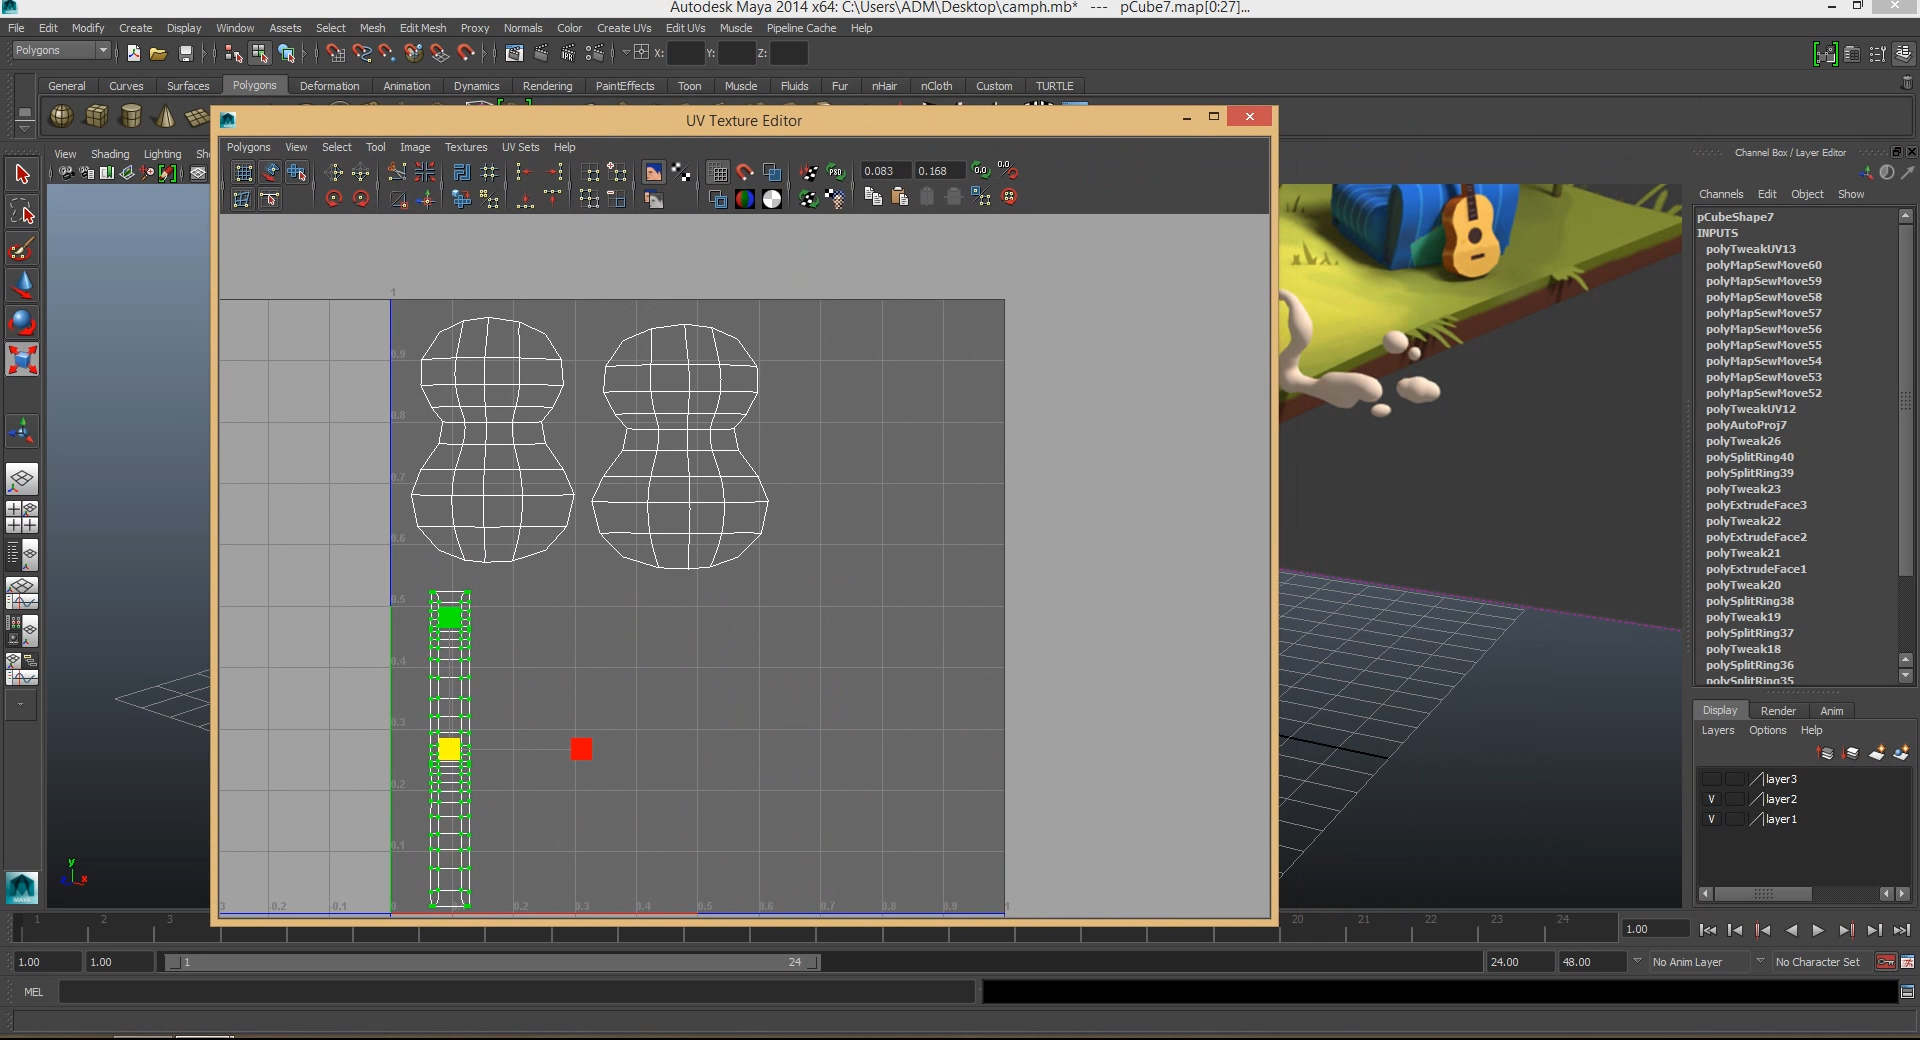 Autodesk Maya 2014 x64: C:\Users\ADM\Desktop\camph.mb* --- pCube7.map[0:27]...
File Edit Modify Create Display Window Assets Select Mesh Edit Mesh Proxy Normals Color Create UVs Edit UVs Muscle Pipeline Cache Help
Polygons X: Y: Z:
General Curves Surfaces Polygons Deformation Animation Dynamics Rendering PaintEffects Toon Muscle Fluids Fur nHair nCloth Custom TURTLE
UV Texture Editor
Polygons View Select Tool Image Textures UV Sets Help
0.083 0.168
View Shading Lighting Sh
Channel Box / Layer Editor
Channels Edit Object Show
pCubeShape7
INPUTS
polyTweakUV13
polyMapSewMove60
polyMapSewMove59
polyMapSewMove58
polyMapSewMove57
polyMapSewMove56
polyMapSewMove55
polyMapSewMove54
polyMapSewMove53
polyMapSewMove52
polyTweakUV12
polyAutoProj7
polyTweak26
polySplitRing40
polySplitRing39
polyTweak23
polyExtrudeFace3
polyTweak22
polyExtrudeFace2
polyTweak21
polyExtrudeFace1
polyTweak20
polySplitRing38
polyTweak19
polySplitRing37
polyTweak18
polySplitRing36
polySplitRing35
1
0.9
0.8
0.7
0.6
0.5
0.4
0.3
0.2
0.1
3 -0.2 -0.1 0 0.1 0.2 0.3 0.4 0.5 0.6 0.7 0.8 0.9 1
y
z x
Display Render Anim
Layers Options Help
layer3
V layer2
V layer1
1 2 3 20 21 22 23 24 1.00
1.00 1.00 1 24 24.00 48.00 No Anim Layer No Character Set
MEL